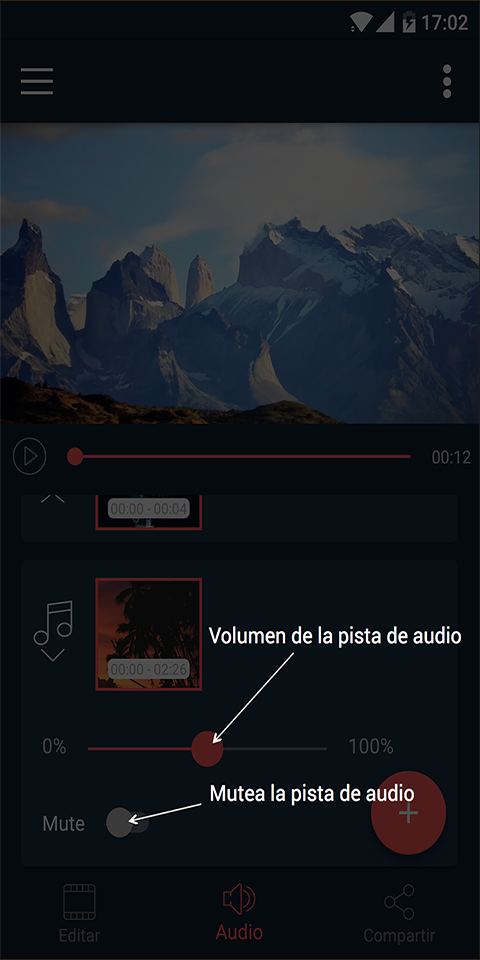 17:02
00:12
00:00 - 00:04
Volumen de la pista de audio
00:00 - 02:26
0%
100%
Mutea la pista de audio
Mute
+
Editar
Audio
Compartir